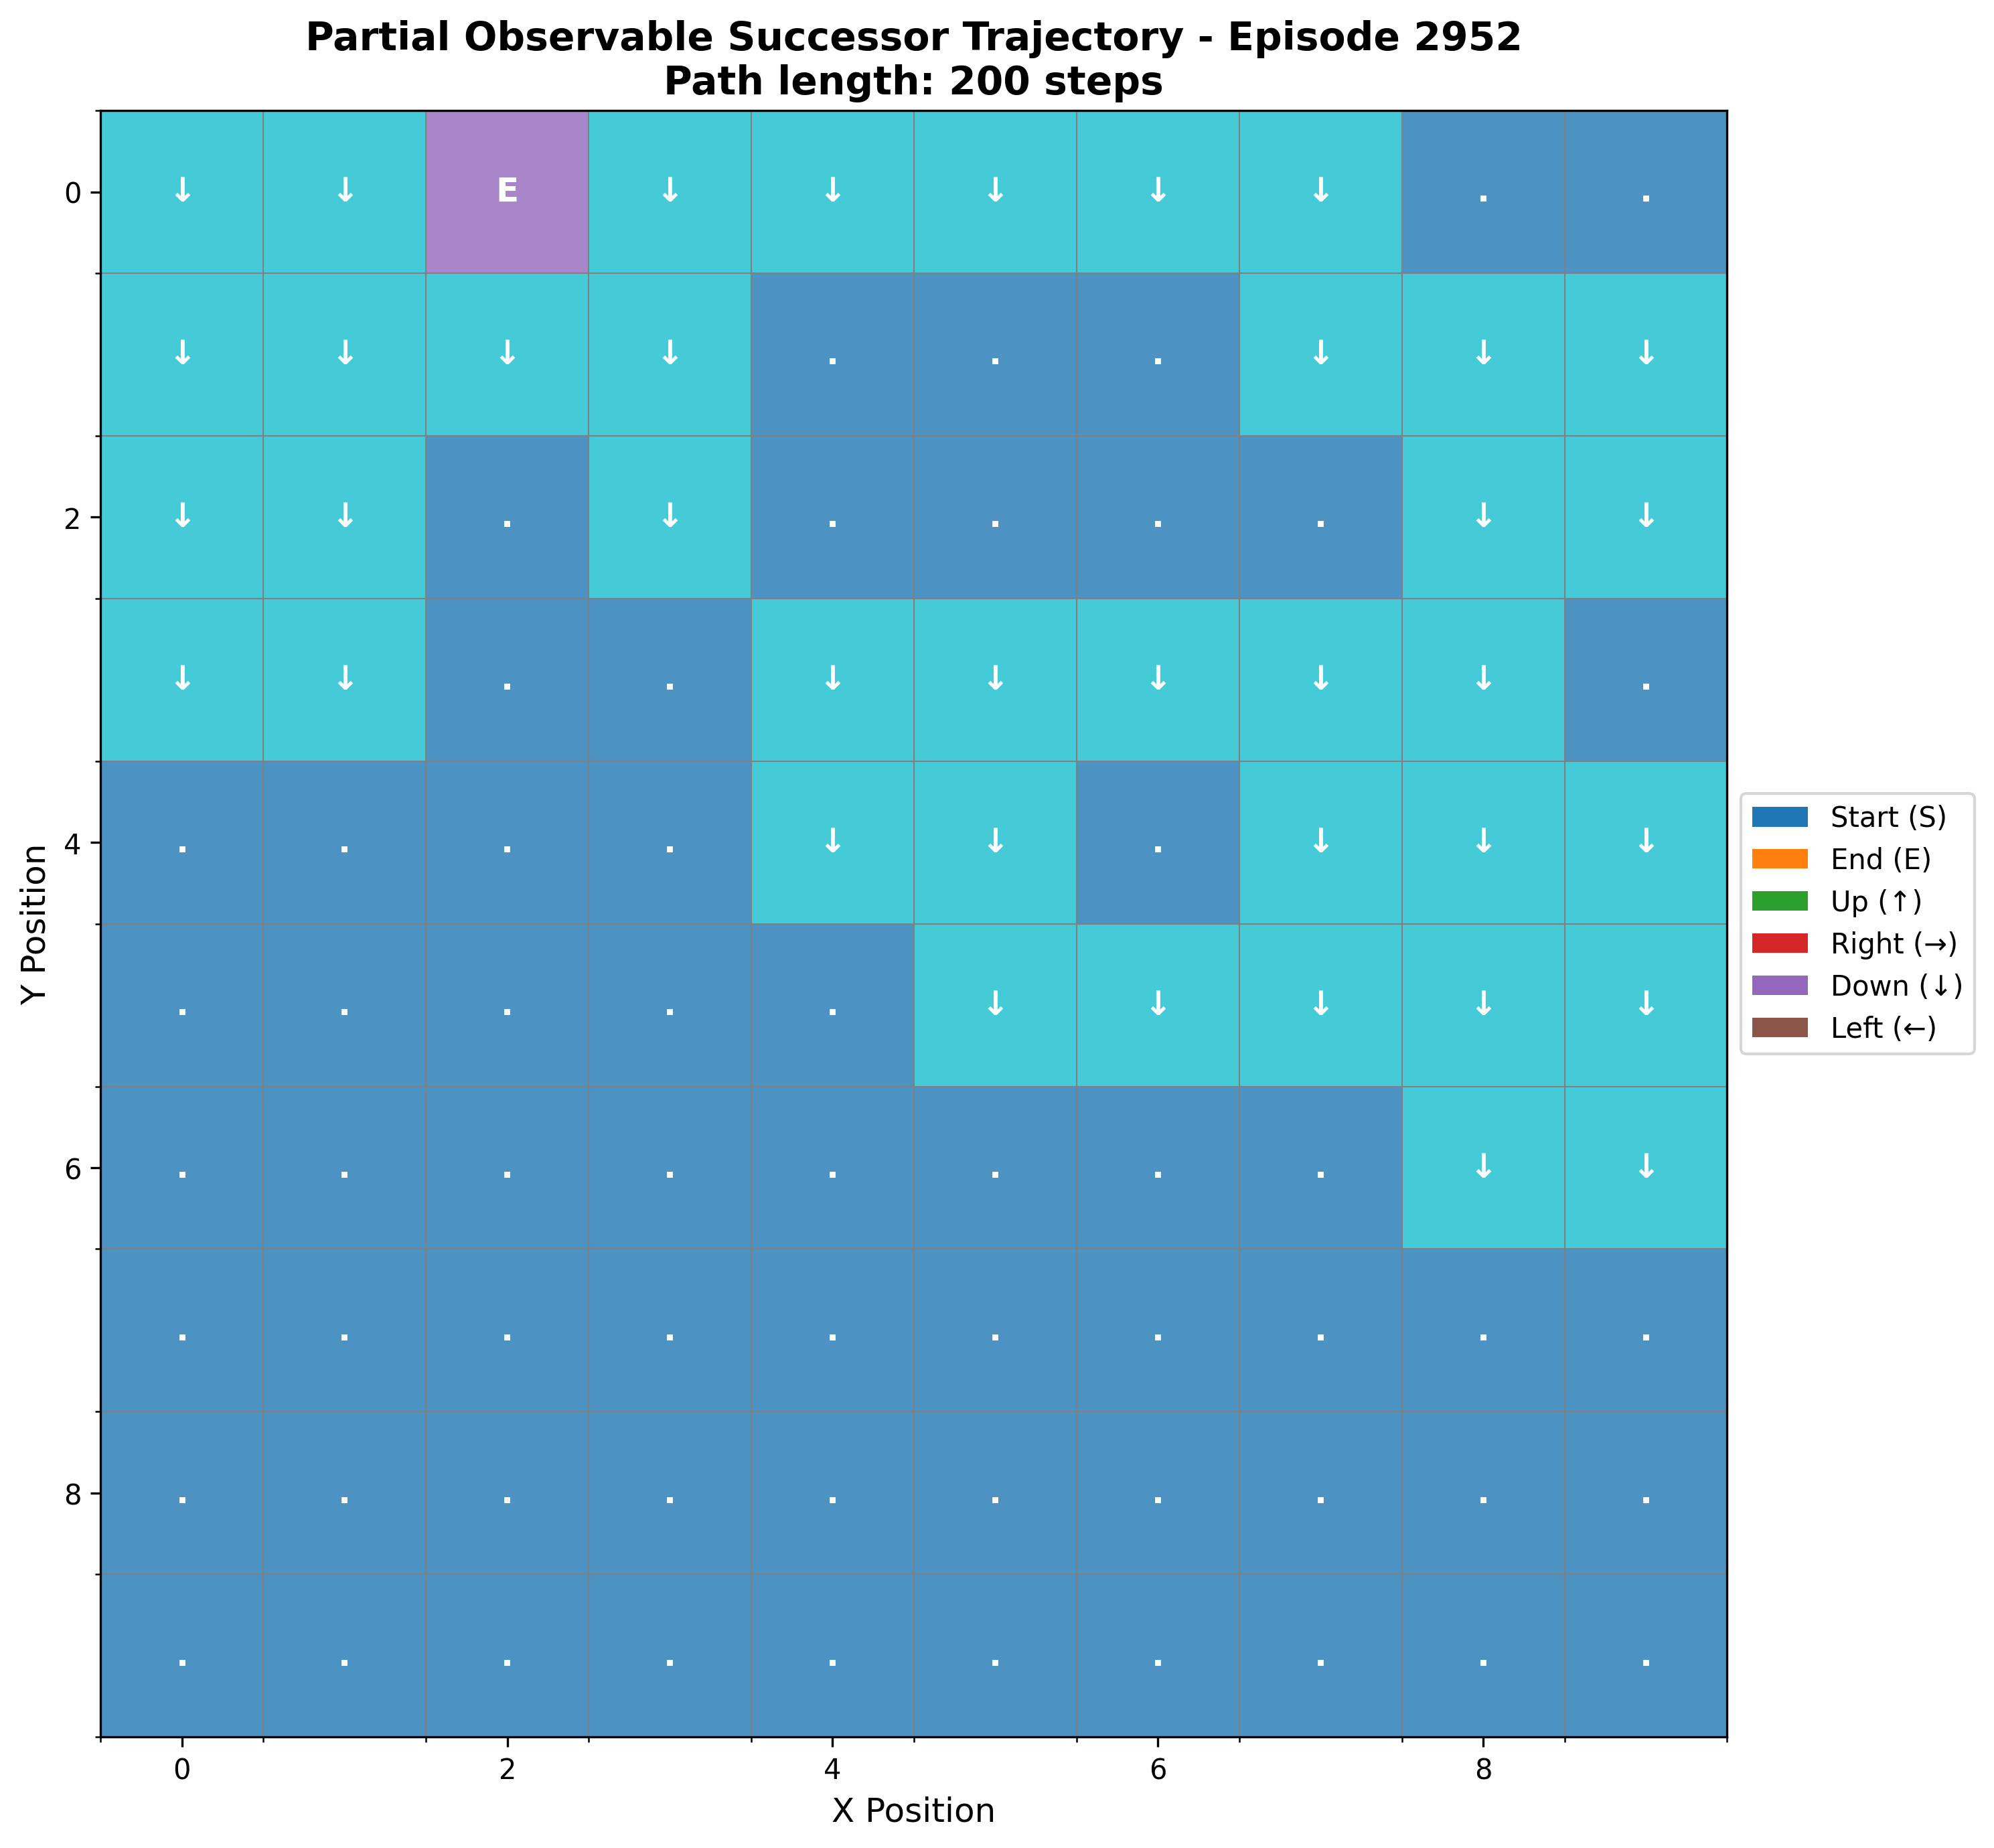 Partial Observable Successor Trajectory - Episode 2952
Path length: 200 steps
0 ↓ ↓ E ↓ ↓ ↓ ↓ ↓ . .
↓ ↓ ↓ ↓ . . . ↓ ↓ ↓
2 ↓ ↓ . ↓ . . . . ↓ ↓
↓ ↓ . . ↓ ↓ ↓ ↓ ↓ .
4 . . . . ↓ ↓ . ↓ ↓ ↓
. . . . . ↓ ↓ ↓ ↓ ↓
6 . . . . . . . . ↓ ↓
. . . . . . . . . .
8 . . . . . . . . . .
. . . . . . . . . .
0 2 4 6 8
X Position
Y Position
Start (S)
End (E)
Up (↑)
Right (→)
Down (↓)
Left (←)